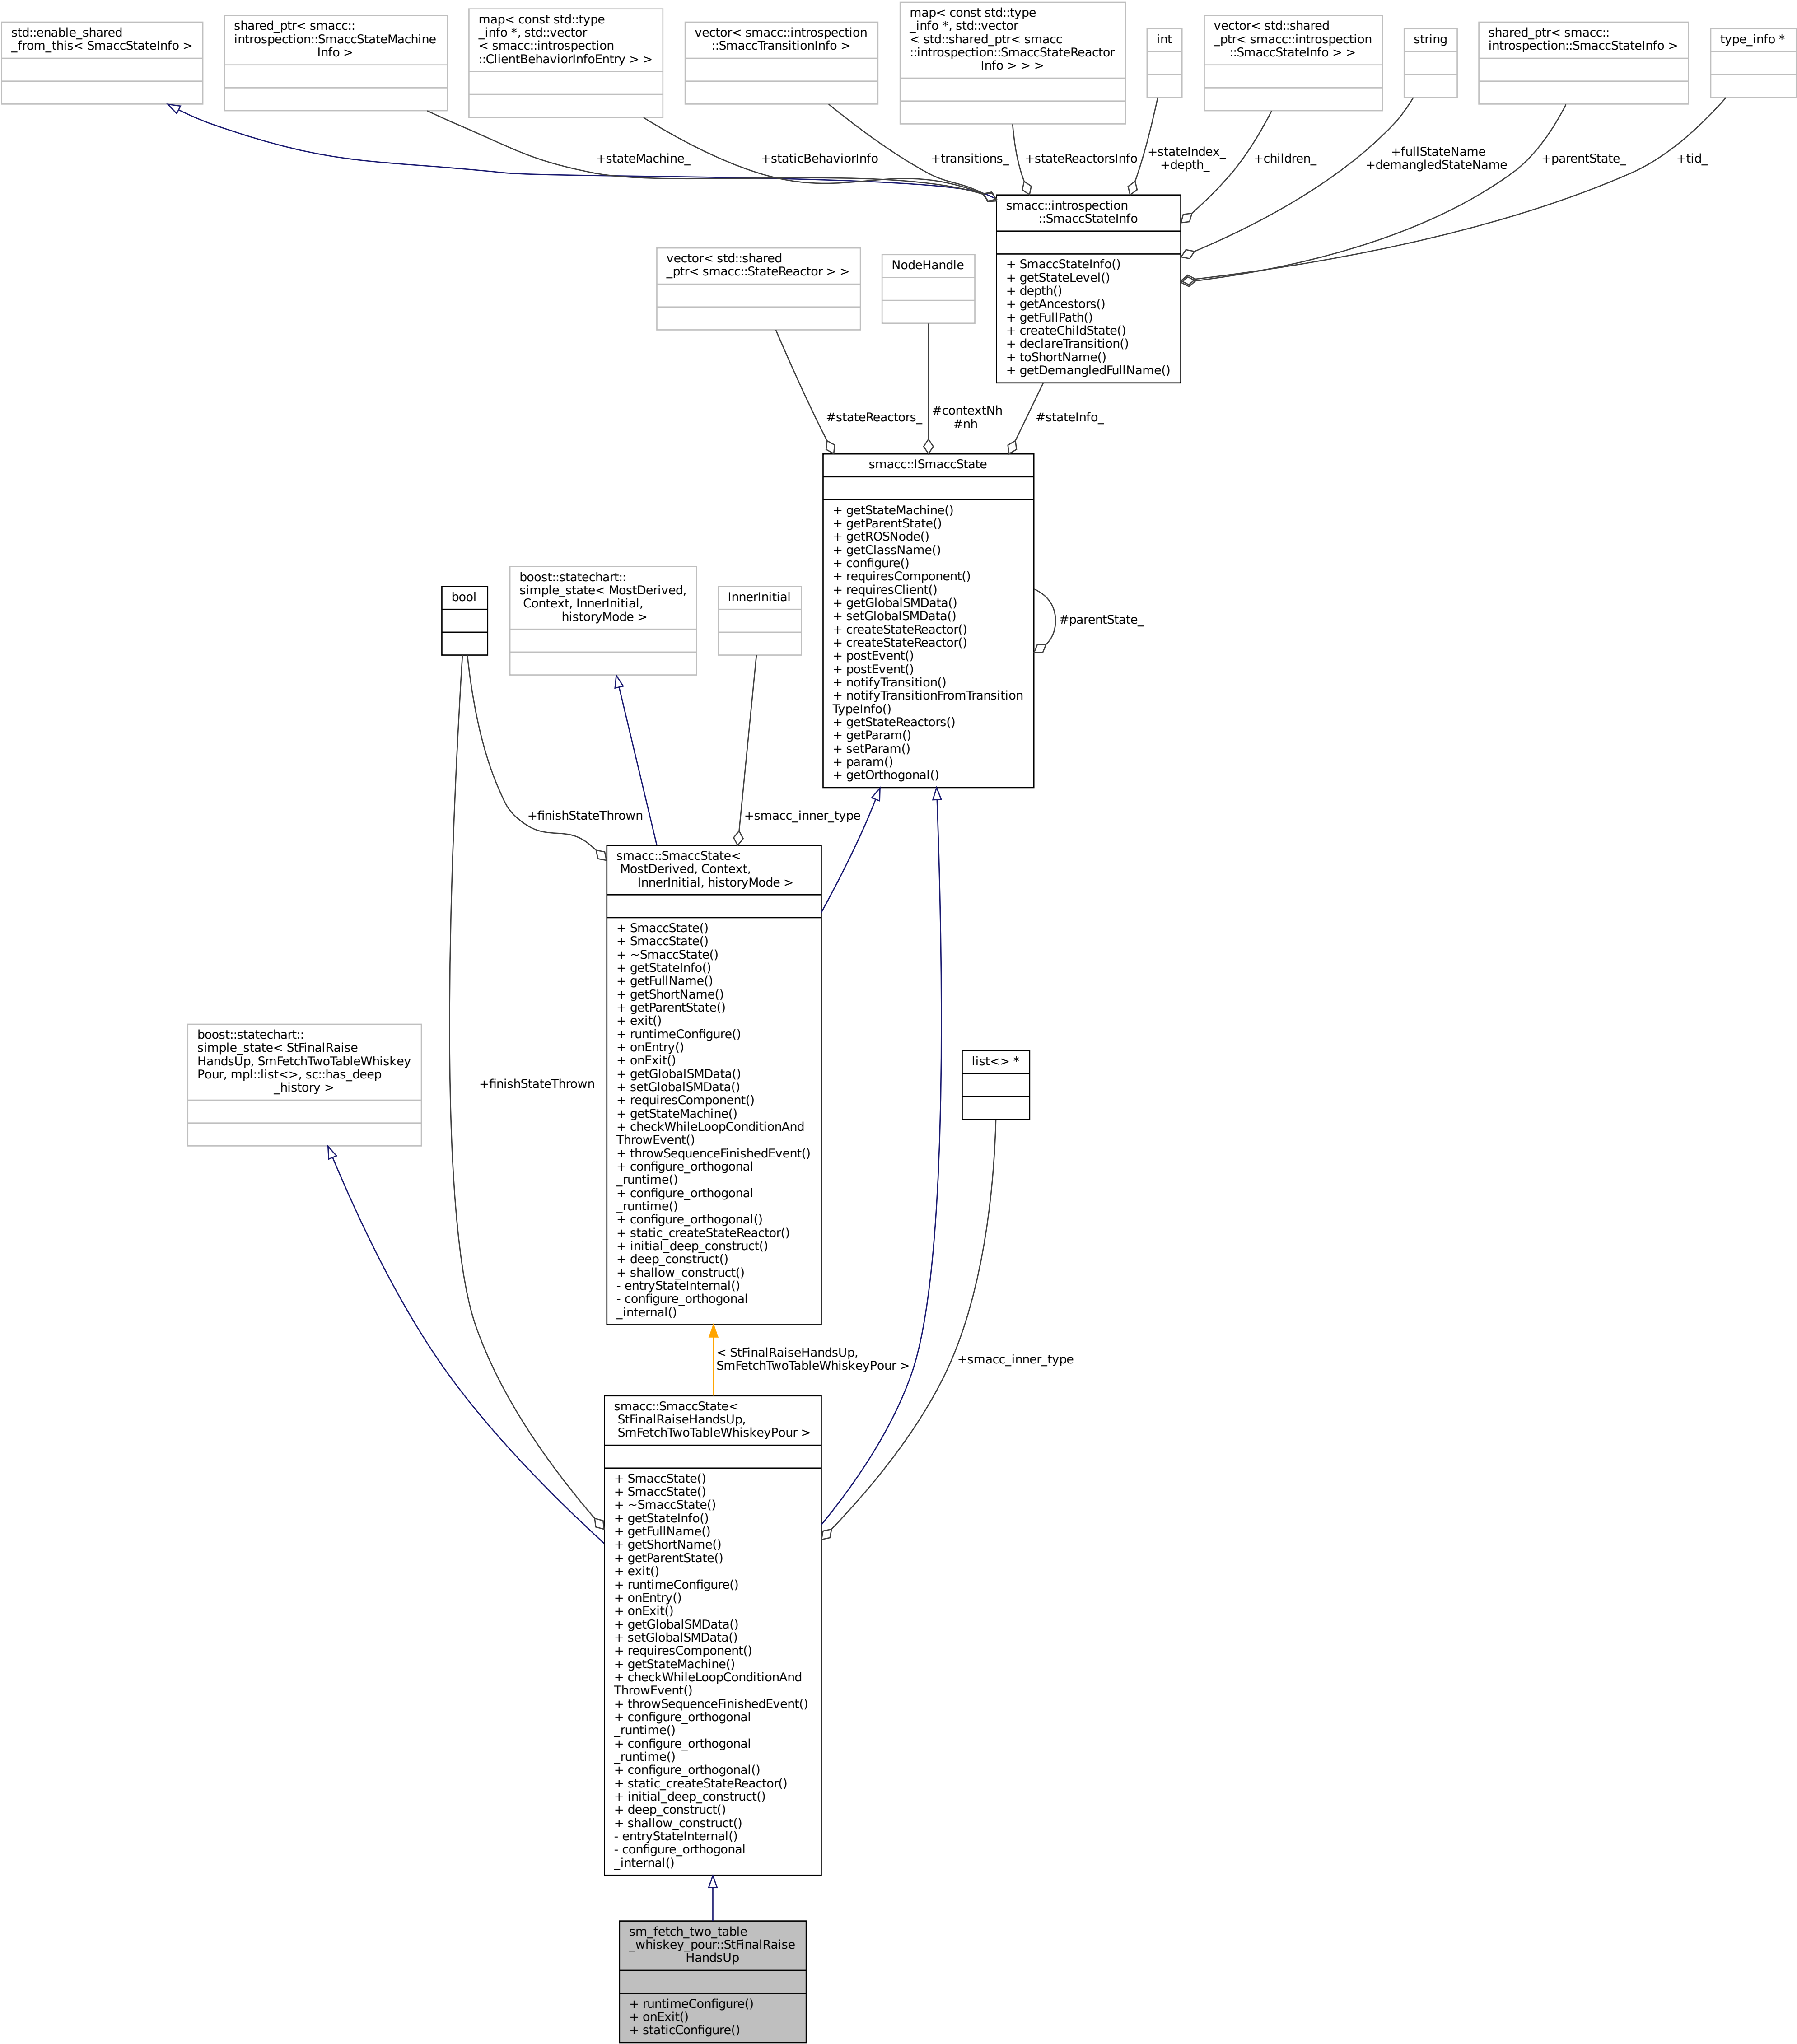 std::enable_shared
_from_this< SmaccStateInfo >
shared_ptr< smacc::
introspection::SmaccStateMachine
Info >
map< const std::type
_info *, std::vector
< smacc::introspection
::ClientBehaviorInfoEntry > >
vector< smacc::introspection
::SmaccTransitionInfo >
map< const std::type
_info *, std::vector
< std::shared_ptr< smacc
::introspection::SmaccStateReactor
Info > > >
int
vector< std::shared
_ptr< smacc::introspection
::SmaccStateInfo > >
string
shared_ptr< smacc::
introspection::SmaccStateInfo >
type_info *
+stateMachine_
+staticBehaviorInfo
+transitions_
+stateReactorsInfo
+stateIndex_
+depth_
+children_
+fullStateName
+demangledStateName
+parentState_
+tid_
smacc::introspection
::SmaccStateInfo
+ SmaccStateInfo()
+ getStateLevel()
+ depth()
+ getAncestors()
+ getFullPath()
+ createChildState()
+ declareTransition()
+ toShortName()
+ getDemangledFullName()
vector< std::shared
_ptr< smacc::StateReactor > >
NodeHandle
#stateReactors_
#contextNh
#nh
#stateInfo_
smacc::ISmaccState
+ getStateMachine()
+ getParentState()
+ getROSNode()
+ getClassName()
+ configure()
+ requiresComponent()
+ requiresClient()
+ getGlobalSMData()
+ setGlobalSMData()
+ createStateReactor()
+ createStateReactor()
+ postEvent()
+ postEvent()
+ notifyTransition()
+ notifyTransitionFromTransition
TypeInfo()
+ getStateReactors()
+ getParam()
+ setParam()
+ param()
+ getOrthogonal()
#parentState_
bool
boost::statechart::
simple_state< MostDerived,
Context, InnerInitial,
historyMode >
InnerInitial
+finishStateThrown
+smacc_inner_type
smacc::SmaccState<
MostDerived, Context,
InnerInitial, historyMode >
+ SmaccState()
+ SmaccState()
+ ~SmaccState()
+ getStateInfo()
+ getFullName()
+ getShortName()
+ getParentState()
+ exit()
+ runtimeConfigure()
+ onEntry()
+ onExit()
+ getGlobalSMData()
+ setGlobalSMData()
+ requiresComponent()
+ getStateMachine()
+ checkWhileLoopConditionAnd
ThrowEvent()
+ throwSequenceFinishedEvent()
+ configure_orthogonal
_runtime()
+ configure_orthogonal
_runtime()
+ configure_orthogonal()
+ static_createStateReactor()
+ initial_deep_construct()
+ deep_construct()
+ shallow_construct()
- entryStateInternal()
- configure_orthogonal
_internal()
boost::statechart::
simple_state< StFinalRaise
HandsUp, SmFetchTwoTableWhiskey
Pour, mpl::list<>, sc::has_deep
_history >
+finishStateThrown
list<> *
< StFinalRaiseHandsUp,
SmFetchTwoTableWhiskeyPour >
+smacc_inner_type
smacc::SmaccState<
StFinalRaiseHandsUp,
SmFetchTwoTableWhiskeyPour >
+ SmaccState()
+ SmaccState()
+ ~SmaccState()
+ getStateInfo()
+ getFullName()
+ getShortName()
+ getParentState()
+ exit()
+ runtimeConfigure()
+ onEntry()
+ onExit()
+ getGlobalSMData()
+ setGlobalSMData()
+ requiresComponent()
+ getStateMachine()
+ checkWhileLoopConditionAnd
ThrowEvent()
+ throwSequenceFinishedEvent()
+ configure_orthogonal
_runtime()
+ configure_orthogonal
_runtime()
+ configure_orthogonal()
+ static_createStateReactor()
+ initial_deep_construct()
+ deep_construct()
+ shallow_construct()
- entryStateInternal()
- configure_orthogonal
_internal()
sm_fetch_two_table
_whiskey_pour::StFinalRaise
HandsUp
+ runtimeConfigure()
+ onExit()
+ staticConfigure()